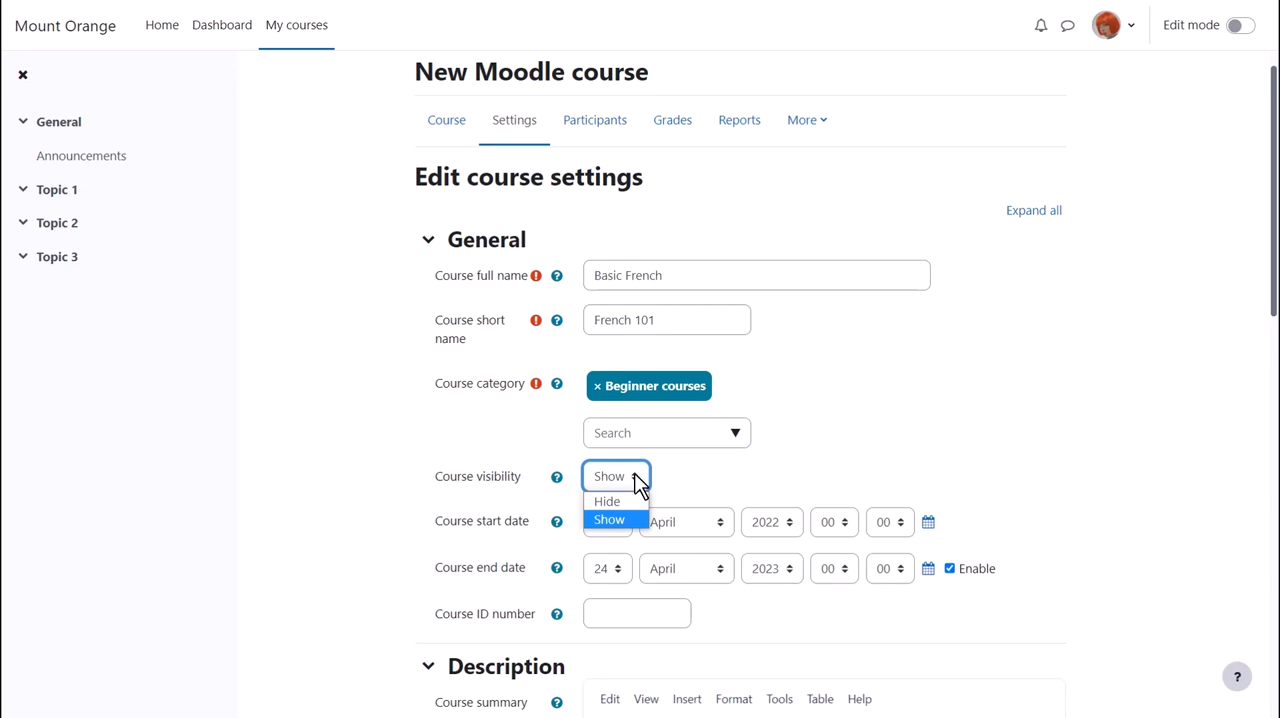 Mount Orange Home Dashboard My courses Edit mode
General
Announcements
Topic 1
Topic 2
Topic 3
New Moodle course
Course Settings Participants Grades Reports More
Edit course settings
Expand all
General
Course full name Basic French
Course short name French 101
Course category × Beginner courses
Search
Course visibility Show
Hide
Show
Course start date April 2022 00 00
Course end date 24 April 2023 00 00 Enable
Course ID number
Description
Course summary Edit View Insert Format Tools Table Help
?